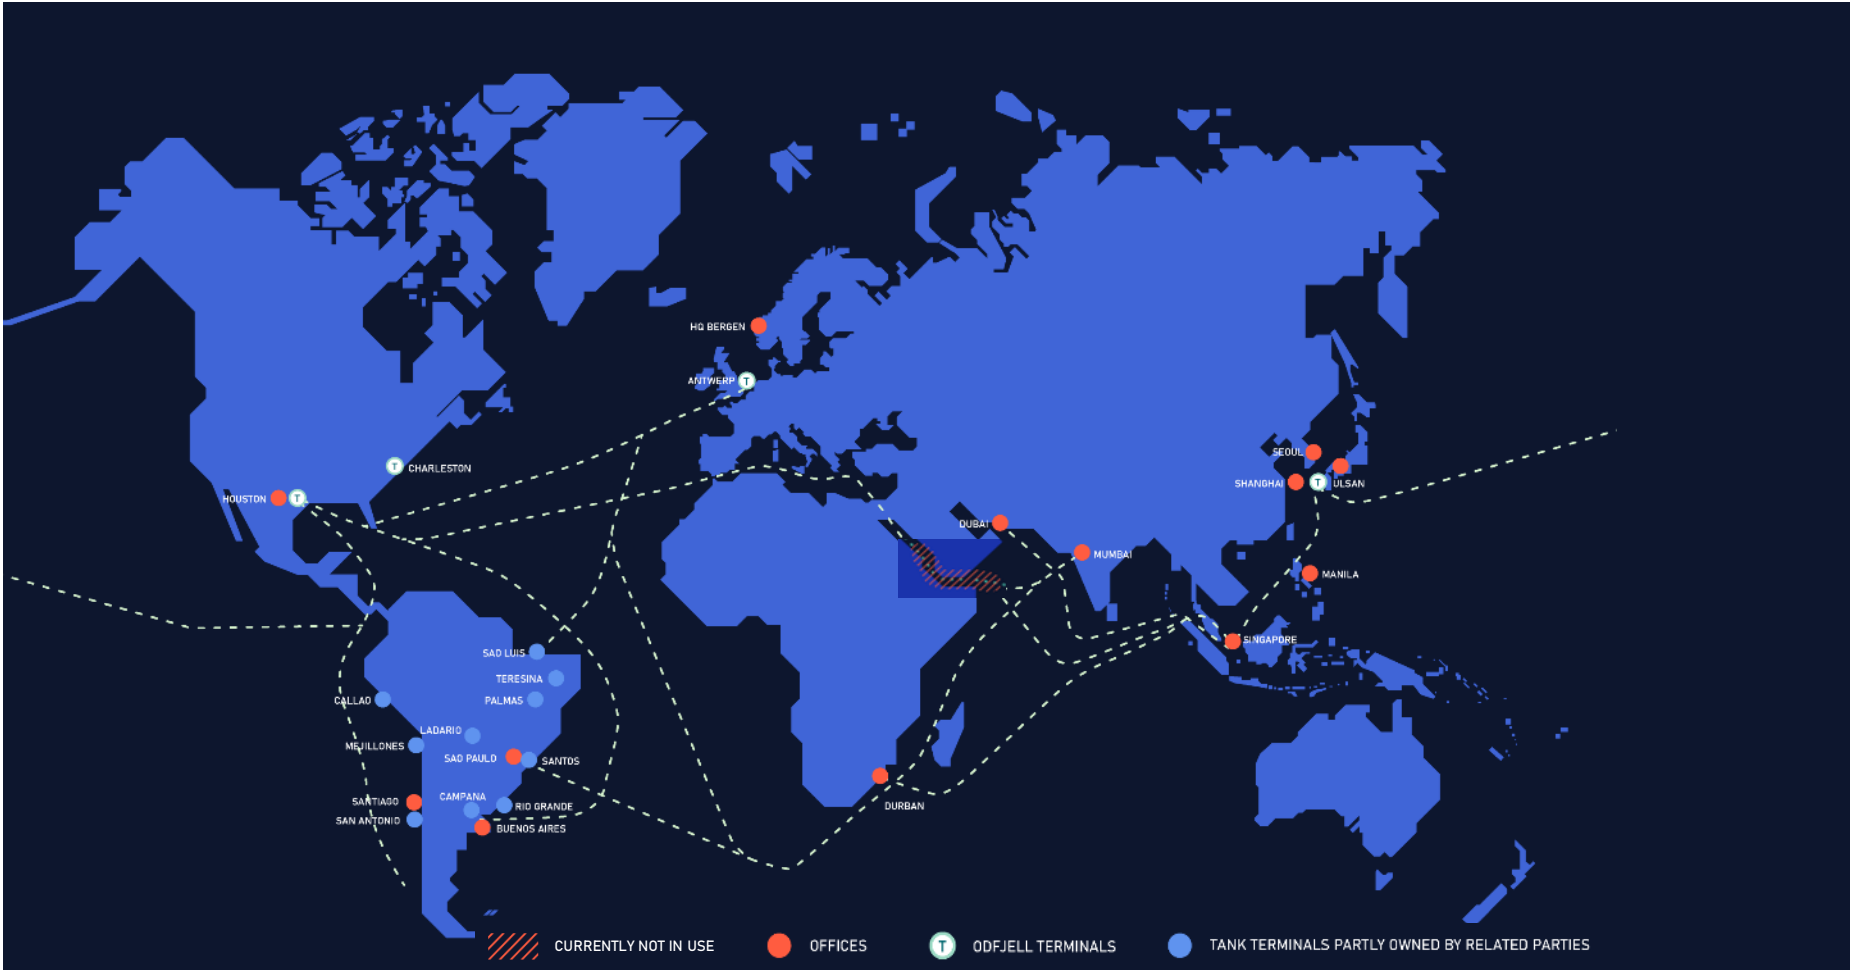 HQ BERGEN
ANTWERP
T
T
CHARLESTON
HOUSTON
T
SEOUL
SHANGHAI
T
ULSAN
DUBAI
MUMBAI
MANILA
SINGAPORE
SAO LUIS
TERESINA
CALLAO
PALMAS
LADARIO
MEJILLONES
SAO PAULO
SANTOS
SANTIAGO
CAMPANA
RIO GRANDE
SAN ANTONIO
BUENOS AIRES
DURBAN
CURRENTLY NOT IN USE
OFFICES
T
ODFJELL TERMINALS
TANK TERMINALS PARTLY OWNED BY RELATED PARTIES